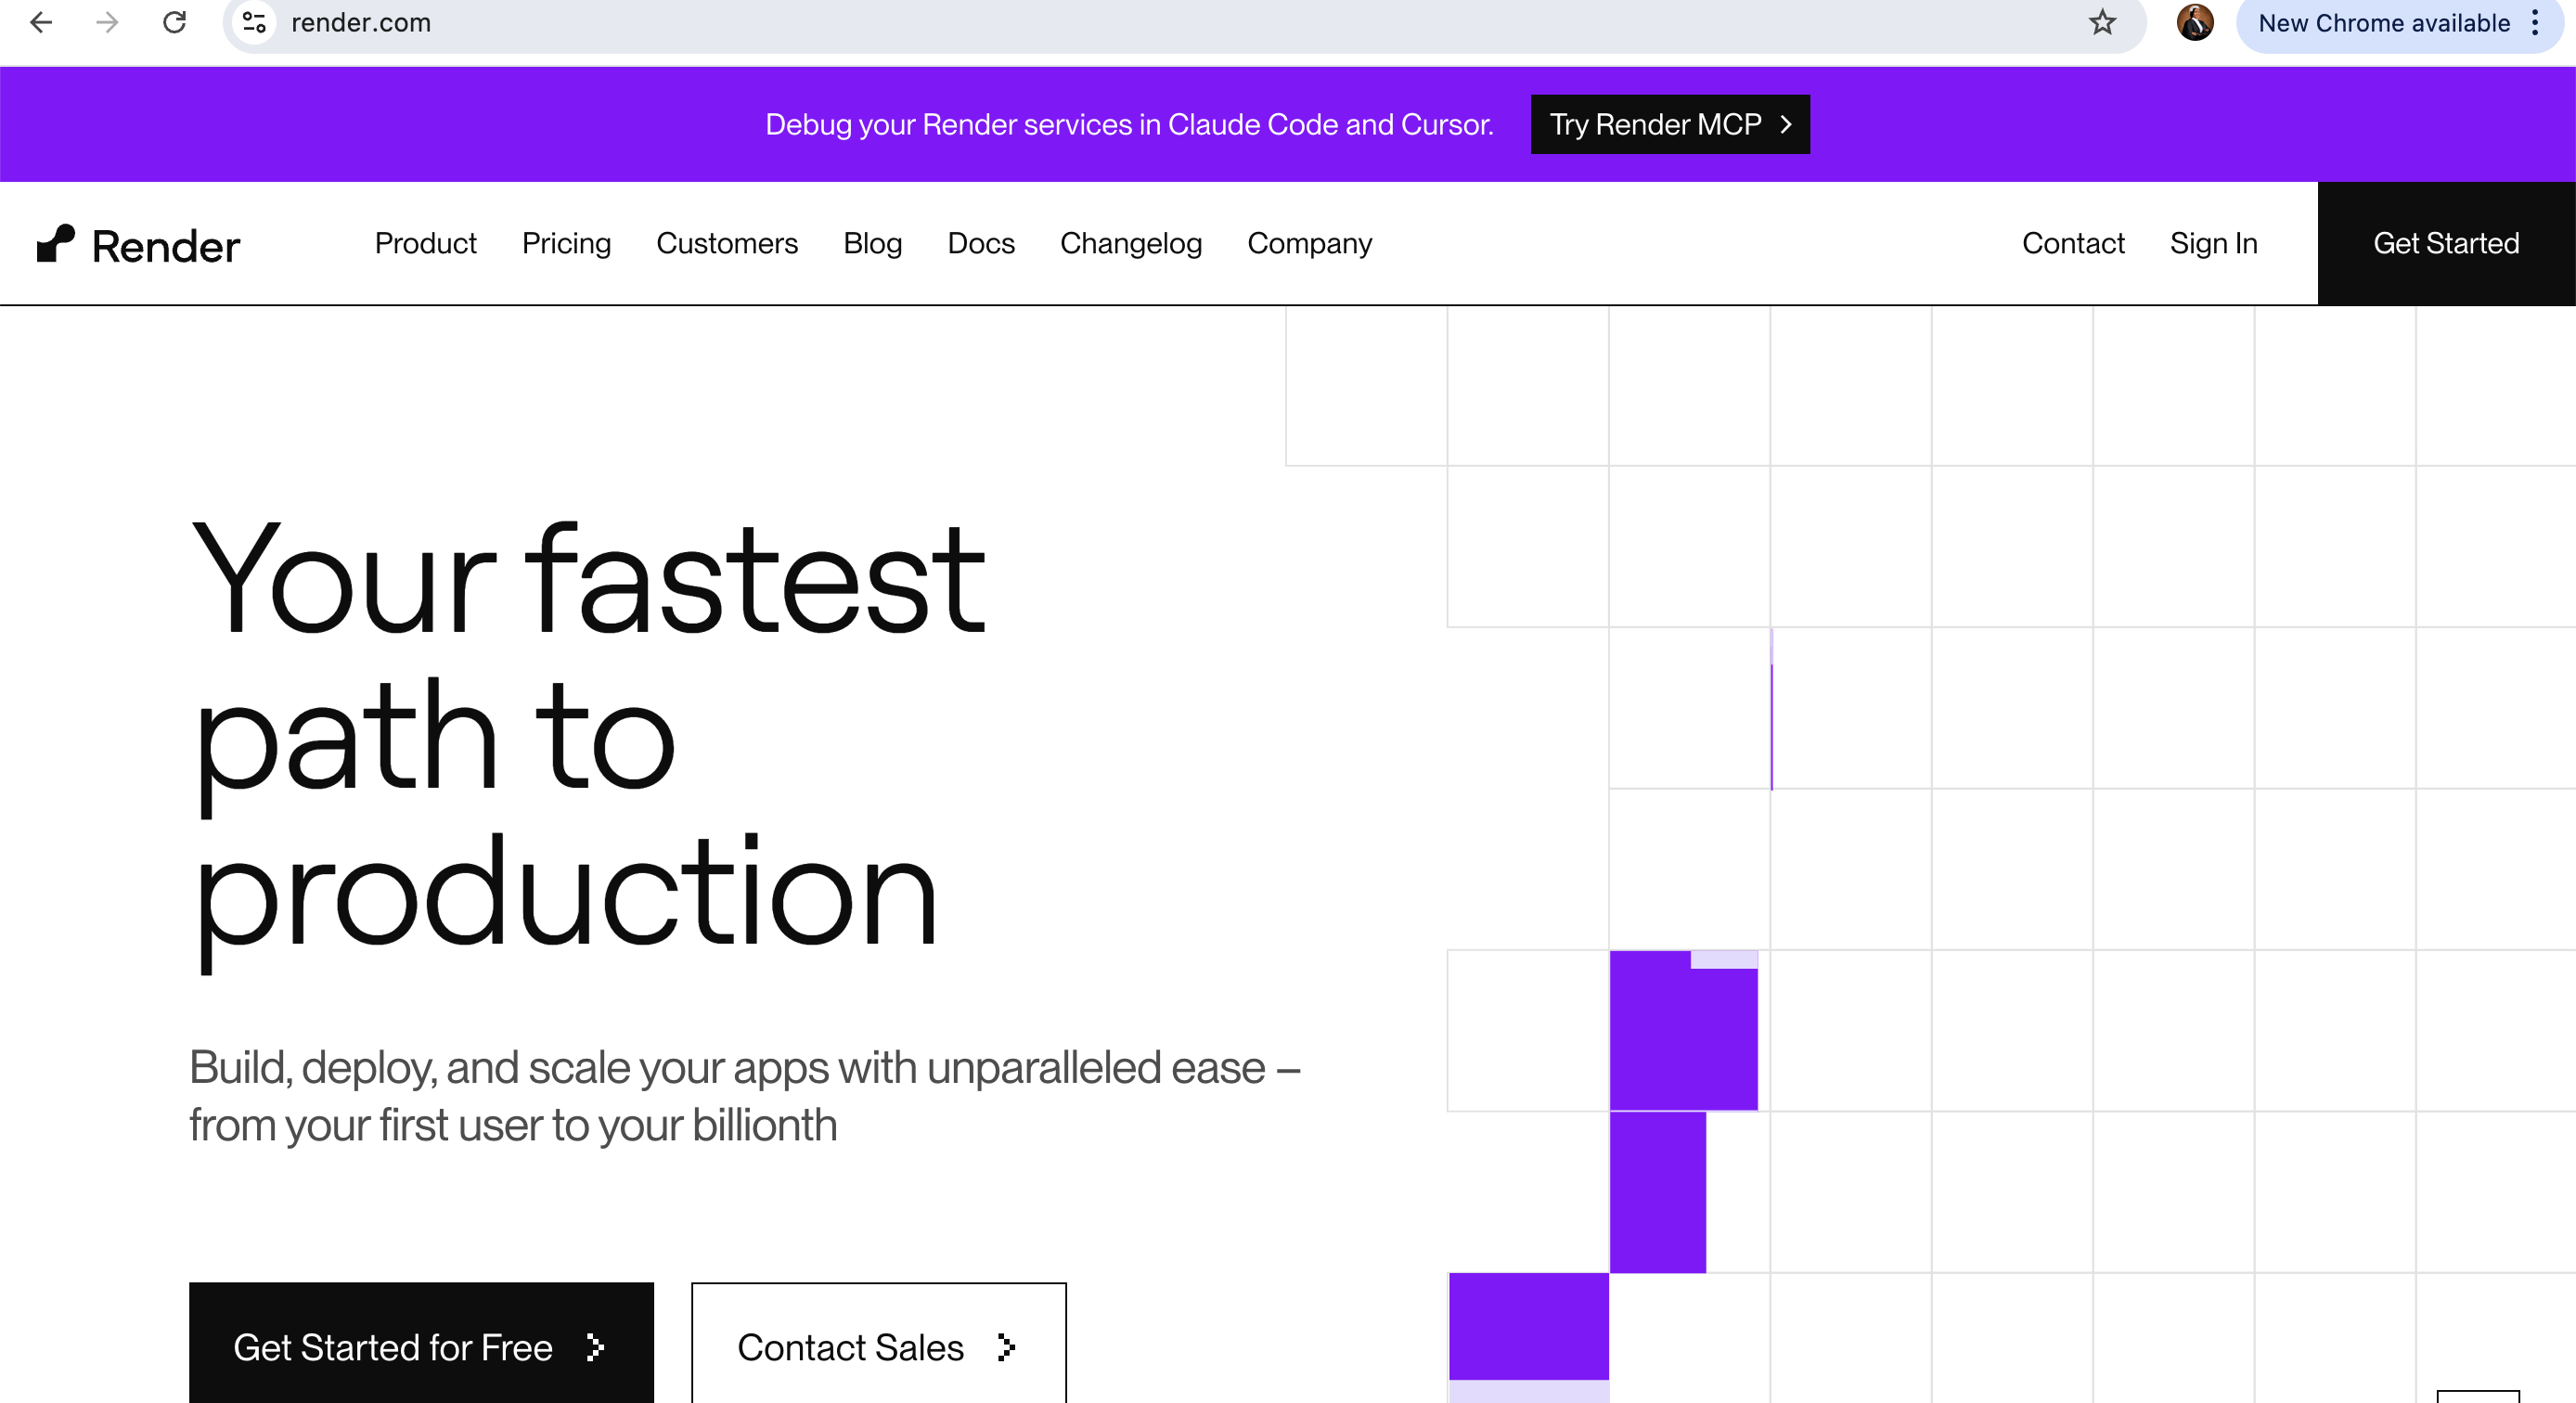 render.com
New Chrome available
Debug your Render services in Claude Code and Cursor.
Try Render MCP
Render
Product
Pricing
Customers
Blog
Docs
Changelog
Company
Contact
Sign In
Get Started
Your fastest
path to
production
Build, deploy, and scale your apps with unparalleled ease –
from your first user to your billionth
Get Started for Free
Contact Sales